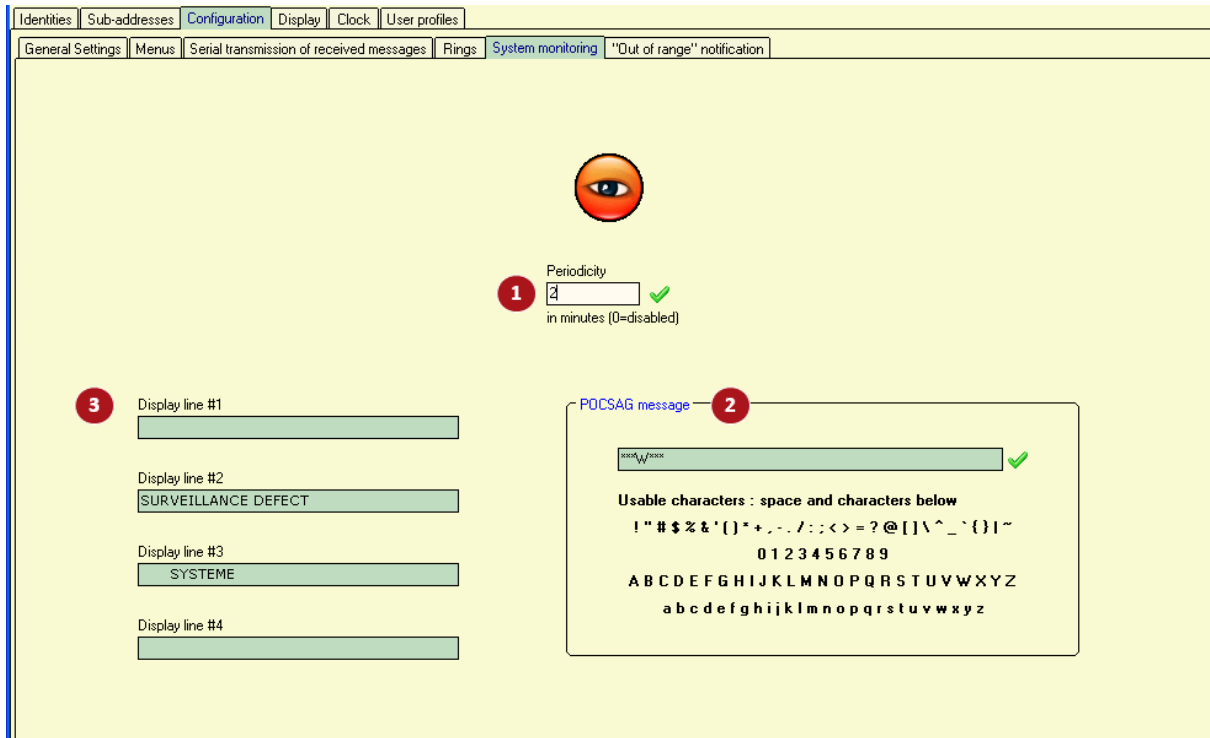 Identities Sub-addresses Configuration Display Clock User profiles
General Settings Menus Serial transmission of received messages Rings System monitoring "Out of range" notification
Periodicity
1 2
in minutes (0=disabled)
3 Display line #1
Display line #2
SURVEILLANCE DEFECT
Display line #3
SYSTEME
Display line #4
POCSAG message 2
***W***
Usable characters : space and characters below
! " # $ % & ' ( ) * + , - . / : ; < > = ? @ [ ] \ ^ _ ` { } | ~
0 1 2 3 4 5 6 7 8 9
A B C D E F G H I J K L M N O P Q R S T U V W X Y Z
a b c d e f g h i j k l m n o p q r s t u v w x y z